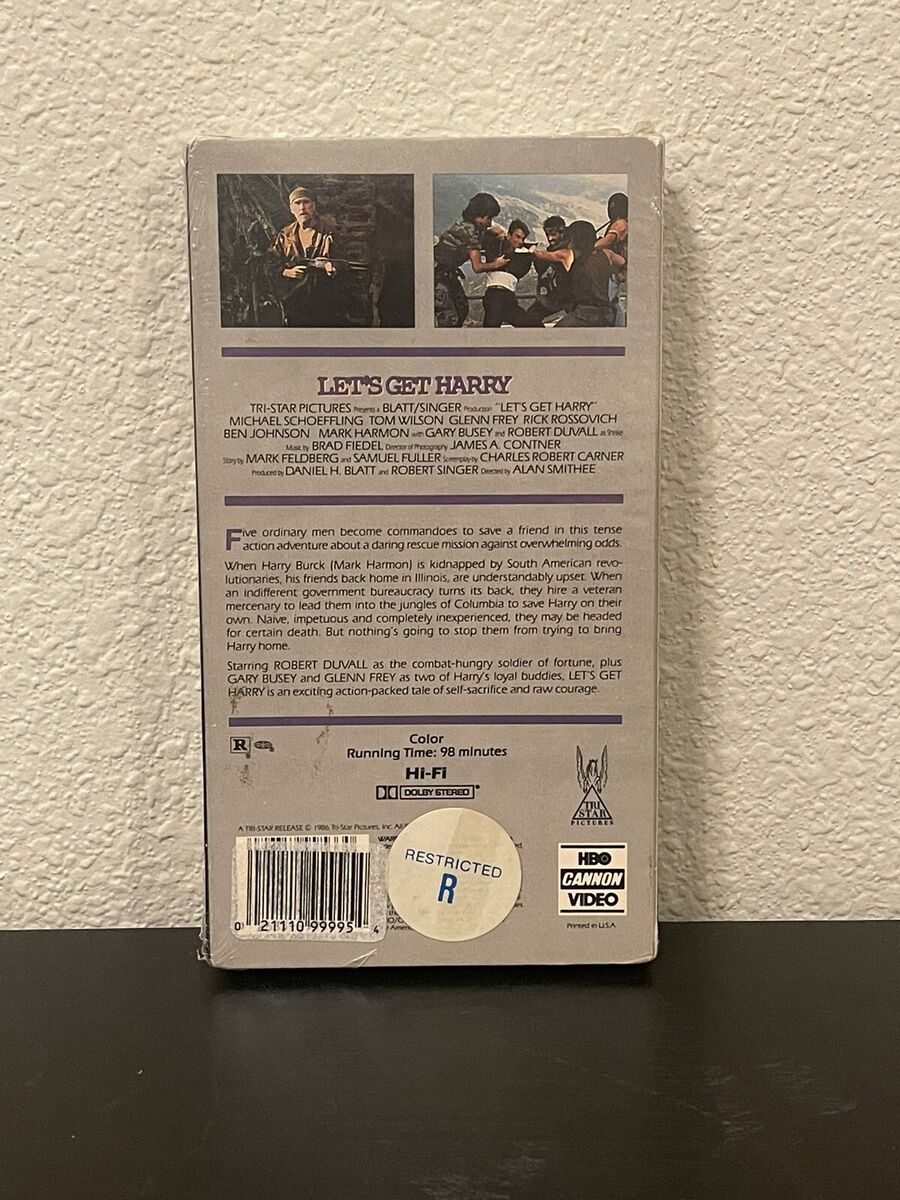 LET'S GET HARRY
TRI-STAR PICTURES Presents a BLATT/SINGER Production "LET'S GET HARRY"
MICHAEL SCHOEFFLING TOM WILSON GLENN FREY RICK ROSSOVICH
BEN JOHNSON MARK HARMON with GARY BUSEY and ROBERT DUVALL as Shrike
Music by BRAD FIEDEL Director of Photography JAMES A. CONTNER
Story by MARK FELDBERG and SAMUEL FULLER Screenplay by CHARLES ROBERT CARNER
Produced by DANIEL H. BLATT and ROBERT SINGER Directed by ALAN SMITHEE
Five ordinary men become commandoes to save a friend in this tense
action adventure about a daring rescue mission against overwhelming odds.
When Harry Burck (Mark Harmon) is kidnapped by South American revo-
lutionaries, his friends back home in Illinois, are understandably upset. When
an indifferent government bureaucracy turns its back, they hire a veteran
mercenary to lead them into the jungles of Columbia to save Harry on their
own. Naive, impetuous and completely inexperienced, they may be headed
for certain death. But nothing's going to stop them from trying to bring
Harry home.
Starring ROBERT DUVALL as the combat-hungry soldier of fortune, plus
GARY BUSEY and GLENN FREY as two of Harry's loyal buddies, LET'S GET
HARRY is an exciting action-packed tale of self-sacrifice and raw courage.
R
Color
Running Time: 98 minutes
Hi-Fi
DOLBY STEREO
TRI
STAR
PICTURES
A TRI-STAR RELEASE © 1986 Tri-Star Pictures, Inc. All
RESTRICTED
R
0 21110 99995 4
HBO
CANNON
VIDEO
Printed in U.S.A.